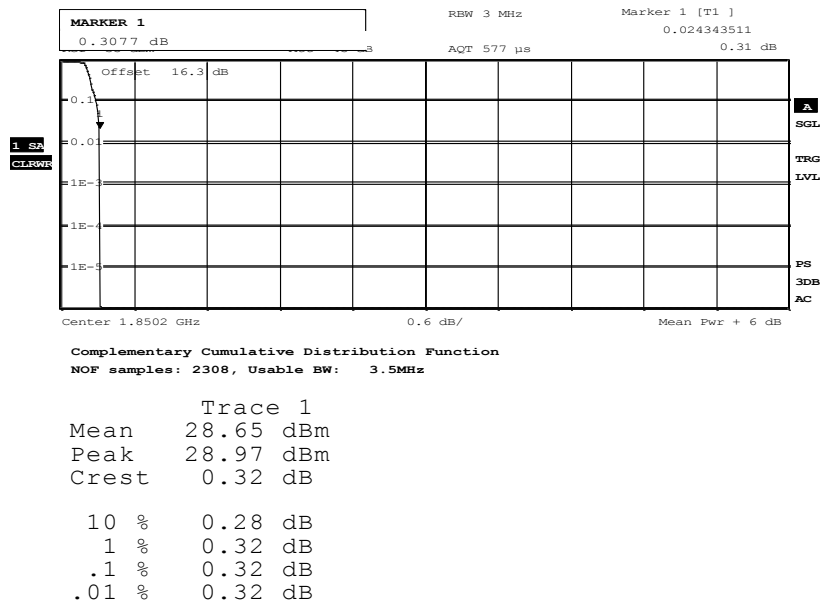 MARKER 1
0.3077 dB
RBW 3 MHz
Marker 1 [T1 ]
0.024343511
AQT 577 µs
0.31 dB
Offset 16.3 dB
0.1
1
0.01
1E-3
1E-4
1E-5
1 SA
CLRWR
A
SGL
TRG
LVL
PS
3DB
AC
Center 1.8502 GHz
0.6 dB/
Mean Pwr + 6 dB
Complementary Cumulative Distribution Function
NOF samples: 2308, Usable BW: 3.5MHz
Trace 1
Mean 28.65 dBm
Peak 28.97 dBm
Crest 0.32 dB
10 % 0.28 dB
1 % 0.32 dB
.1 % 0.32 dB
.01 % 0.32 dB